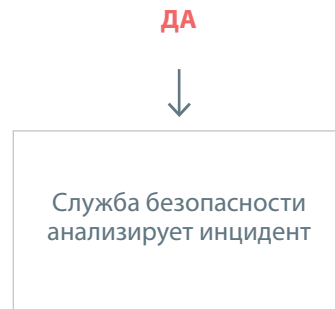 ДА
Служба безопасности
анализирует инцидент